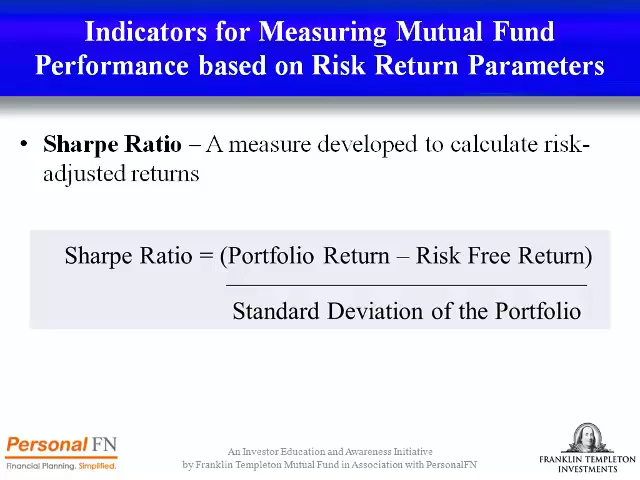 Indicators for Measuring Mutual Fund
Performance based on Risk Return Parameters
• Sharpe Ratio – A measure developed to calculate risk-
adjusted returns
Sharpe Ratio = (Portfolio Return – Risk Free Return)
Standard Deviation of the Portfolio
Personal FN
Financial Planning. Simplified.
An Investor Education and Awareness Initiative
by Franklin Templeton Mutual Fund in Association with PersonalFN
FRANKLIN TEMPLETON
INVESTMENTS